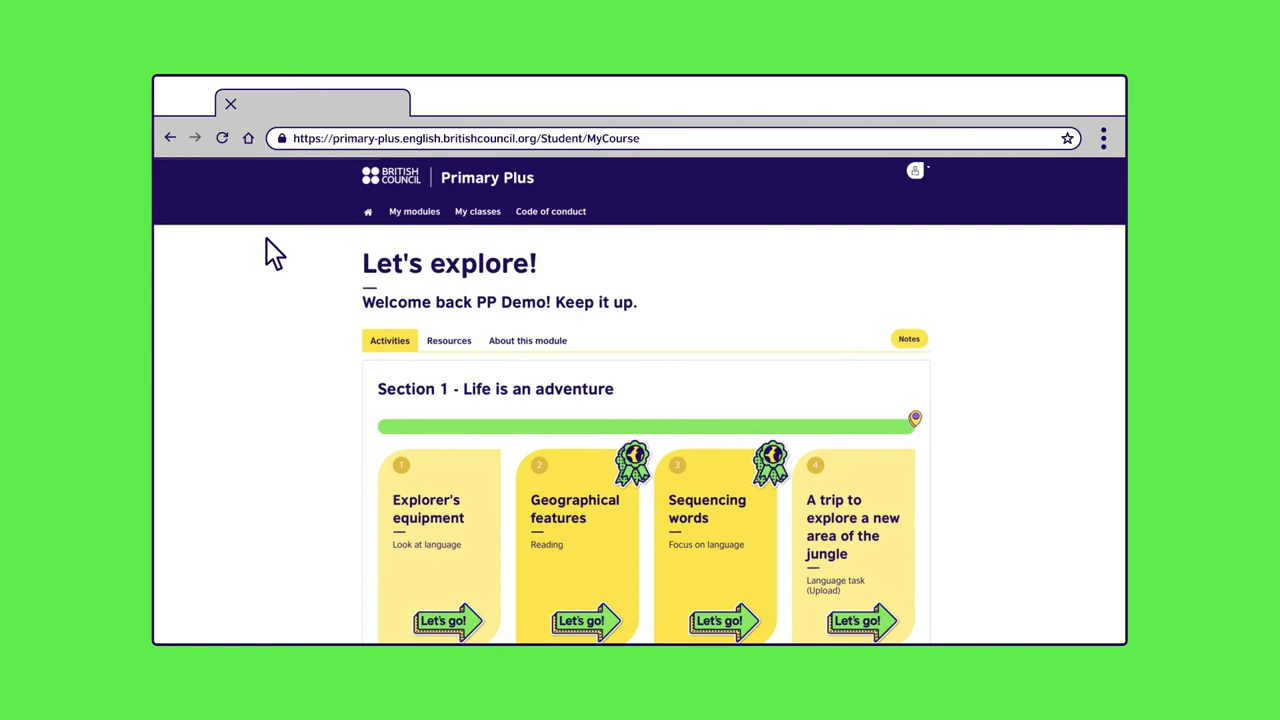 https://primary-plus.english.britishcouncil.org/Student/MyCourse
BRITISH
COUNCIL
Primary Plus
My modules My classes Code of conduct
Let's explore!
Welcome back PP Demo! Keep it up.
Activities Resources About this module Notes
Section 1 - Life is an adventure
1
Explorer's
equipment
Look at language
Let's go!
2
Geographical
features
Reading
Let's go!
3
Sequencing
words
Focus on language
Let's go!
4
A trip to
explore a new
area of the
jungle
Language task
(Upload)
Let's go!